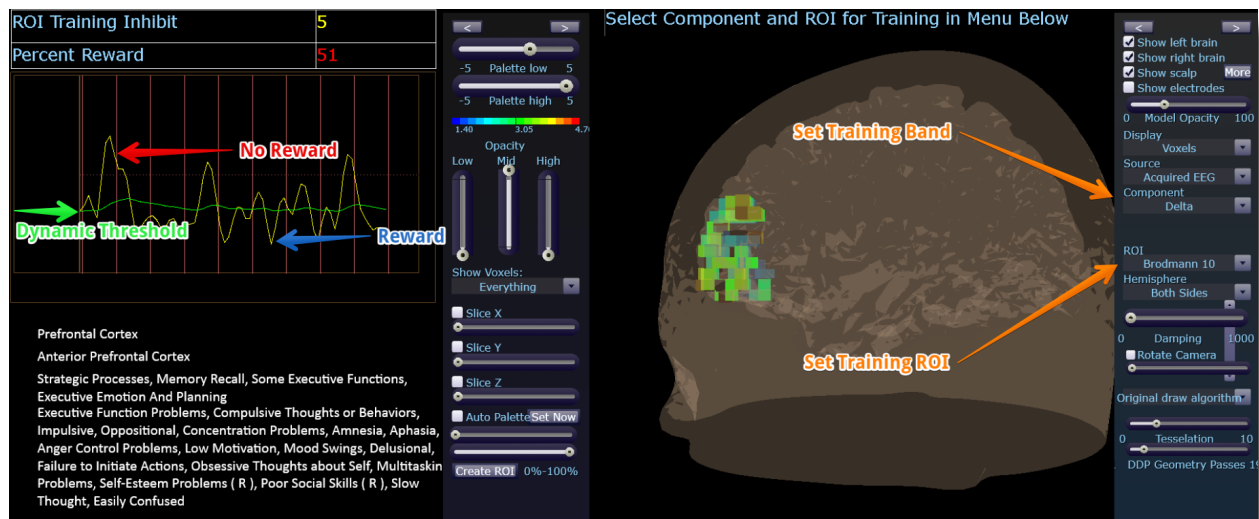 ROI Training Inhibit 5
Percent Reward 51
No Reward
Dynamic Threshold
Reward
Prefrontal Cortex
Anterior Prefrontal Cortex
Strategic Processes, Memory Recall, Some Executive Functions,
Executive Emotion And Planning
Executive Function Problems, Compulsive Thoughts or Behaviors,
Impulsive, Oppositional, Concentration Problems, Amnesia, Aphasia,
Anger Control Problems, Low Motivation, Mood Swings, Delusional,
Failure to Initiate Actions, Obsessive Thoughts about Self, Multitaskin
Problems, Self-Esteem Problems ( R ), Poor Social Skills ( R ), Slow
Thought, Easily Confused
< >
-5 Palette low 5
-5 Palette high 5
1.40 3.05 4.7
Opacity
Low Mid High
Show Voxels:
Everything
Slice X
Slice Y
Slice Z
Auto Palette Set Now
Create ROI 0%-100%
Select Component and ROI for Training in Menu Below
Set Training Band
Set Training ROI
< >
Show left brain
Show right brain
Show scalp More
Show electrodes
0 Model Opacity 100
Display
Voxels
Source
Acquired EEG
Component
Delta
ROI
Brodmann 10
Hemisphere
Both Sides
0 Damping 1000
Rotate Camera
Original draw algorithm
0 Tesselation 10
DDP Geometry Passes